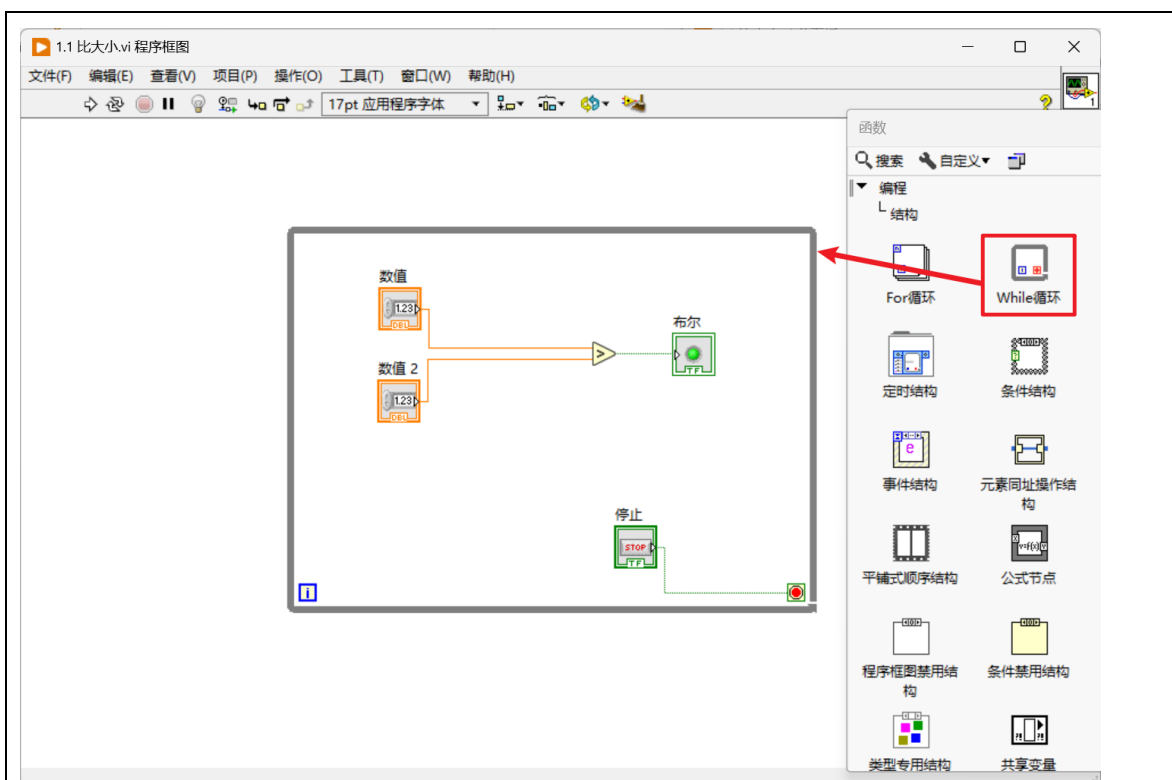 1.1 比大小.vi 程序框图
文件(F) 编辑(E) 查看(V) 项目(P) 操作(O) 工具(T) 窗口(W) 帮助(H)
17pt 应用程序字体
1
函数
搜索 自定义
编程
结构
For循环 While循环
定时结构 条件结构
事件结构 元素同址操作结
构
平铺式顺序结构 公式节点
程序框图禁用结
构
条件禁用结构
类型专用结构 共享变量
数值
1.23
DBL
数值 2
1.23
DBL
>
布尔
TF
停止
STOP
TF
i